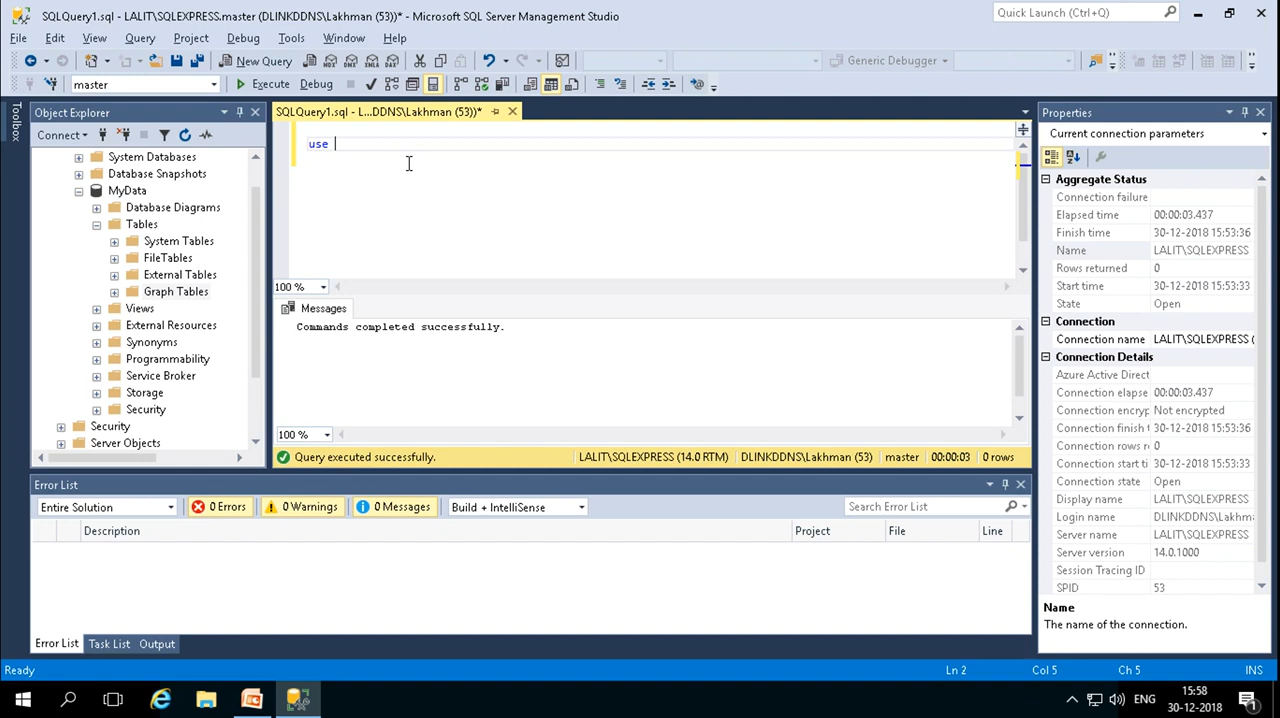 SQLQuery1.sql - LALIT\SQLEXPRESS.master (DLINKDDNS\Lakhman (53))* - Microsoft SQL Server Management Studio
Quick Launch (Ctrl+Q)
File Edit View Query Project Debug Tools Window Help
New Query
Generic Debugger
master
Execute Debug
Toolbox
Object Explorer
Connect
System Databases
Database Snapshots
MyData
Database Diagrams
Tables
System Tables
FileTables
External Tables
Graph Tables
Views
External Resources
Synonyms
Programmability
Service Broker
Storage
Security
Security
Server Objects
SQLQuery1.sql - L...DDNS\Lakhman (53))*
use
100 %
Messages
Commands completed successfully.
100 %
Query executed successfully. LALIT\SQLEXPRESS (14.0 RTM) DLINKDDNS\Lakhman (53) master 00:00:03 0 rows
Properties
Current connection parameters
Aggregate Status
Connection failure
Elapsed time 00:00:03.437
Finish time 30-12-2018 15:53:36
Name LALIT\SQLEXPRESS
Rows returned 0
Start time 30-12-2018 15:53:33
State Open
Connection
Connection name LALIT\SQLEXPRESS (
Connection Details
Azure Active Direct
Connection elapse 00:00:03.437
Connection encryp Not encrypted
Connection finish t 30-12-2018 15:53:36
Connection rows r 0
Connection start ti 30-12-2018 15:53:33
Connection state Open
Display name LALIT\SQLEXPRESS
Login name DLINKDDNS\Lakhma
Server name LALIT\SQLEXPRESS
Server version 14.0.1000
Session Tracing ID
SPID 53
Name
The name of the connection.
Error List
Entire Solution 0 Errors 0 Warnings 0 Messages Build + IntelliSense Search Error List
Description Project File Line
Error List Task List Output
Ready Ln 2 Col 5 Ch 5 INS
ENG 15:58
30-12-2018
1